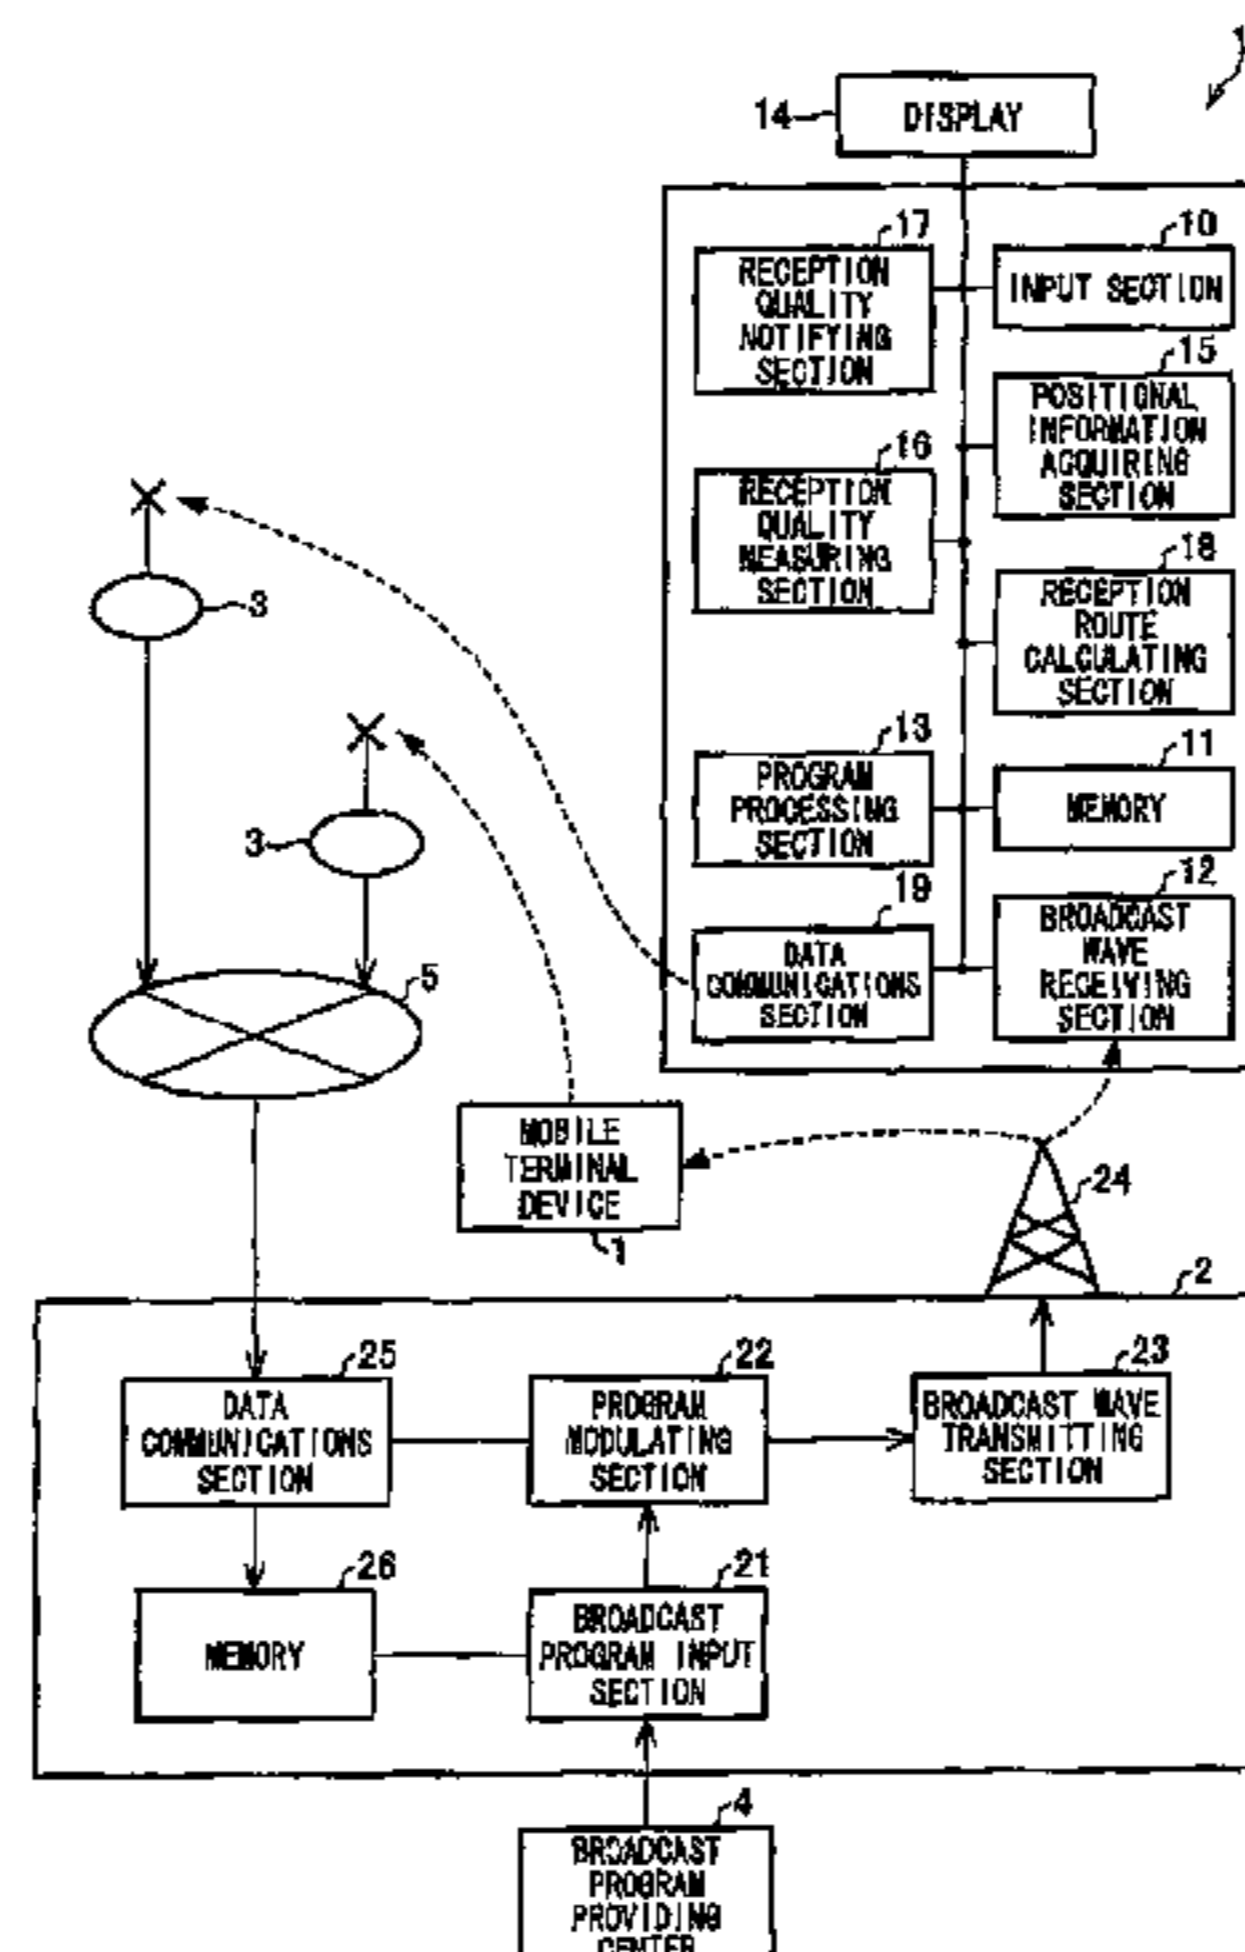 1
14
DISPLAY
17
RECEPTION
QUALITY
NOTIFYING
SECTION
10
INPUT SECTION
15
POSITIONAL
INFORMATION
ACQUIRING
SECTION
16
RECEPTION
QUALITY
MEASURING
SECTION
18
RECEPTION
ROUTE
CALCULATING
SECTION
3
3
13
PROGRAM
PROCESSING
SECTION
11
MEMORY
19
DATA
COMMUNICATIONS
SECTION
12
BROADCAST
WAVE
RECEIVING
SECTION
5
MOBILE
TERMINAL
DEVICE
1
24
2
25
DATA
COMMUNICATIONS
SECTION
22
PROGRAM
MODULATING
SECTION
23
BROADCAST WAVE
TRANSMITTING
SECTION
26
MEMORY
21
BROADCAST
PROGRAM INPUT
SECTION
4
BROADCAST
PROGRAM
PROVIDING
CENTER